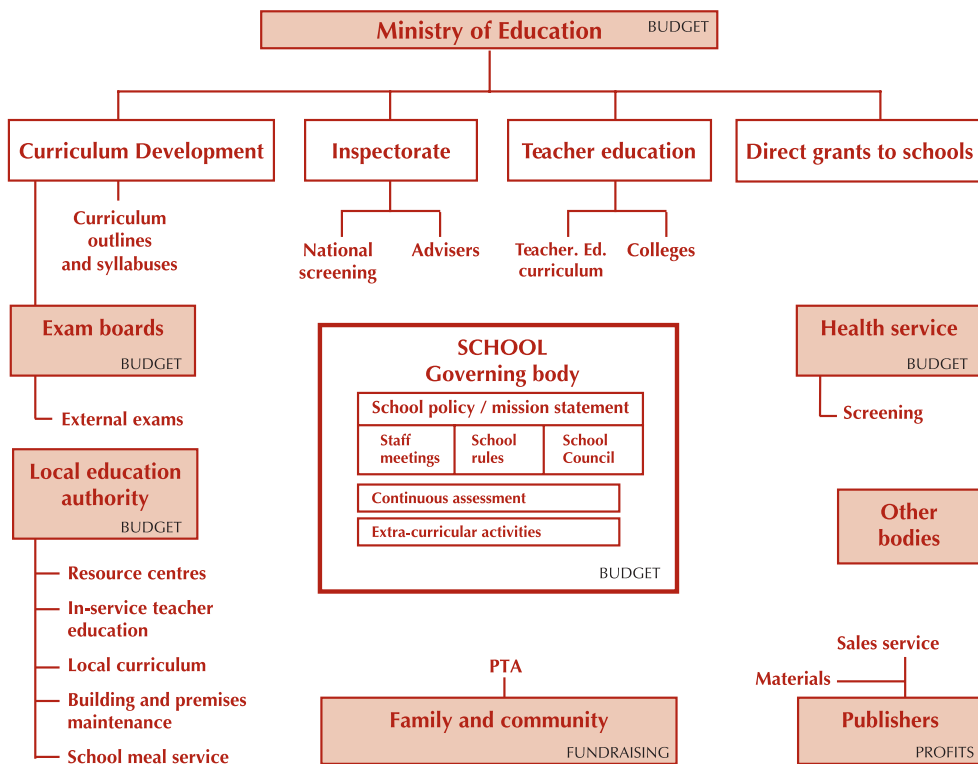 Ministry of Education
BUDGET
Curriculum Development
Inspectorate
Teacher education
Direct grants to schools
Curriculum
outlines
and syllabuses
National
screening
Advisers
Teacher. Ed.
curriculum
Colleges
Exam boards
BUDGET
External exams
Local education
authority
BUDGET
Resource centres
In-service teacher
education
Local curriculum
Building and premises
maintenance
School meal service
SCHOOL
Governing body
School policy / mission statement
Staff
meetings
School
rules
School
Council
Continuous assessment
Extra-curricular activities
BUDGET
PTA
Family and community
FUNDRAISING
Health service
BUDGET
Screening
Other
bodies
Sales service
Materials
Publishers
PROFITS